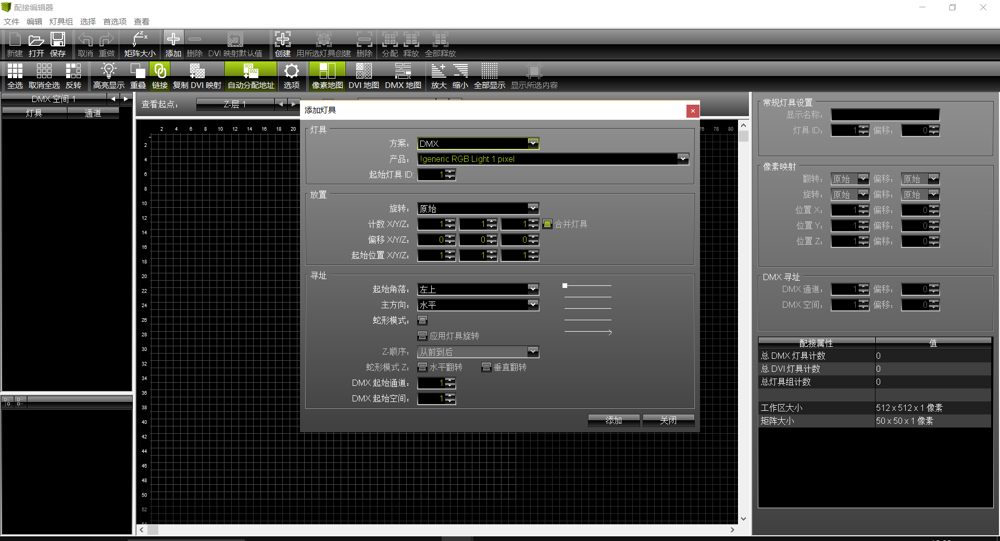 配接编辑器
文件 编辑 灯具组 选择 首选项 查看
新建 打开 保存 取消 重做 矩阵大小 添加 删除 DVI 映射默认值 创建 用所选灯具创建 删除 分配 释放 全部释放
全选 取消全选 反转 高亮显示 重叠 链接 复制 DVI 映射 自动分配地址 选项 像素地图 DVI 地图 DMX 地图 放大 缩小 全部显示 显示所选内容
DMX 空间 1
灯具 通道
查看起点：
Z-层 1
2 4 6 8 10 12 14 16 18 20
76 78 80
2
4
6
8
10
12
14
16
18
20
22
24
26
28
30
32
34
36
38
40
42
44
46
48
50
52
54
添加灯具
灯具
方案： DMX
产品： !generic RGB Light 1 pixel
起始灯具 ID: 1
放置
旋转： 原始
计数 X/Y/Z： 1 1 1 合并灯具
偏移 X/Y/Z： 0 0 0
起始位置 X/Y/Z： 1 1 1
寻址
起始角落： 左上
主方向： 水平
蛇形模式：
应用灯具旋转
Z-顺序： 从前到后
蛇形模式 Z： 水平翻转 垂直翻转
DMX 起始通道： 1
DMX 起始空间： 1
添加 关闭
常规灯具设置
显示名称：
灯具 ID： 1 偏移： 0
像素映射
翻转： 原始 偏移： 原始
旋转： 原始 偏移： 原始
位置 X： 1 偏移： 0
位置 Y： 1 偏移： 0
位置 Z： 1 偏移： 0
DMX 寻址
DMX 通道： 1 偏移： 0
DMX 空间： 1 偏移： 0
配接属性 值
总 DMX 灯具计数 0
总 DVI 灯具计数 0
总灯具组计数 0
工作区大小 512 x 512 x 1 像素
矩阵大小 50 x 50 x 1 像素